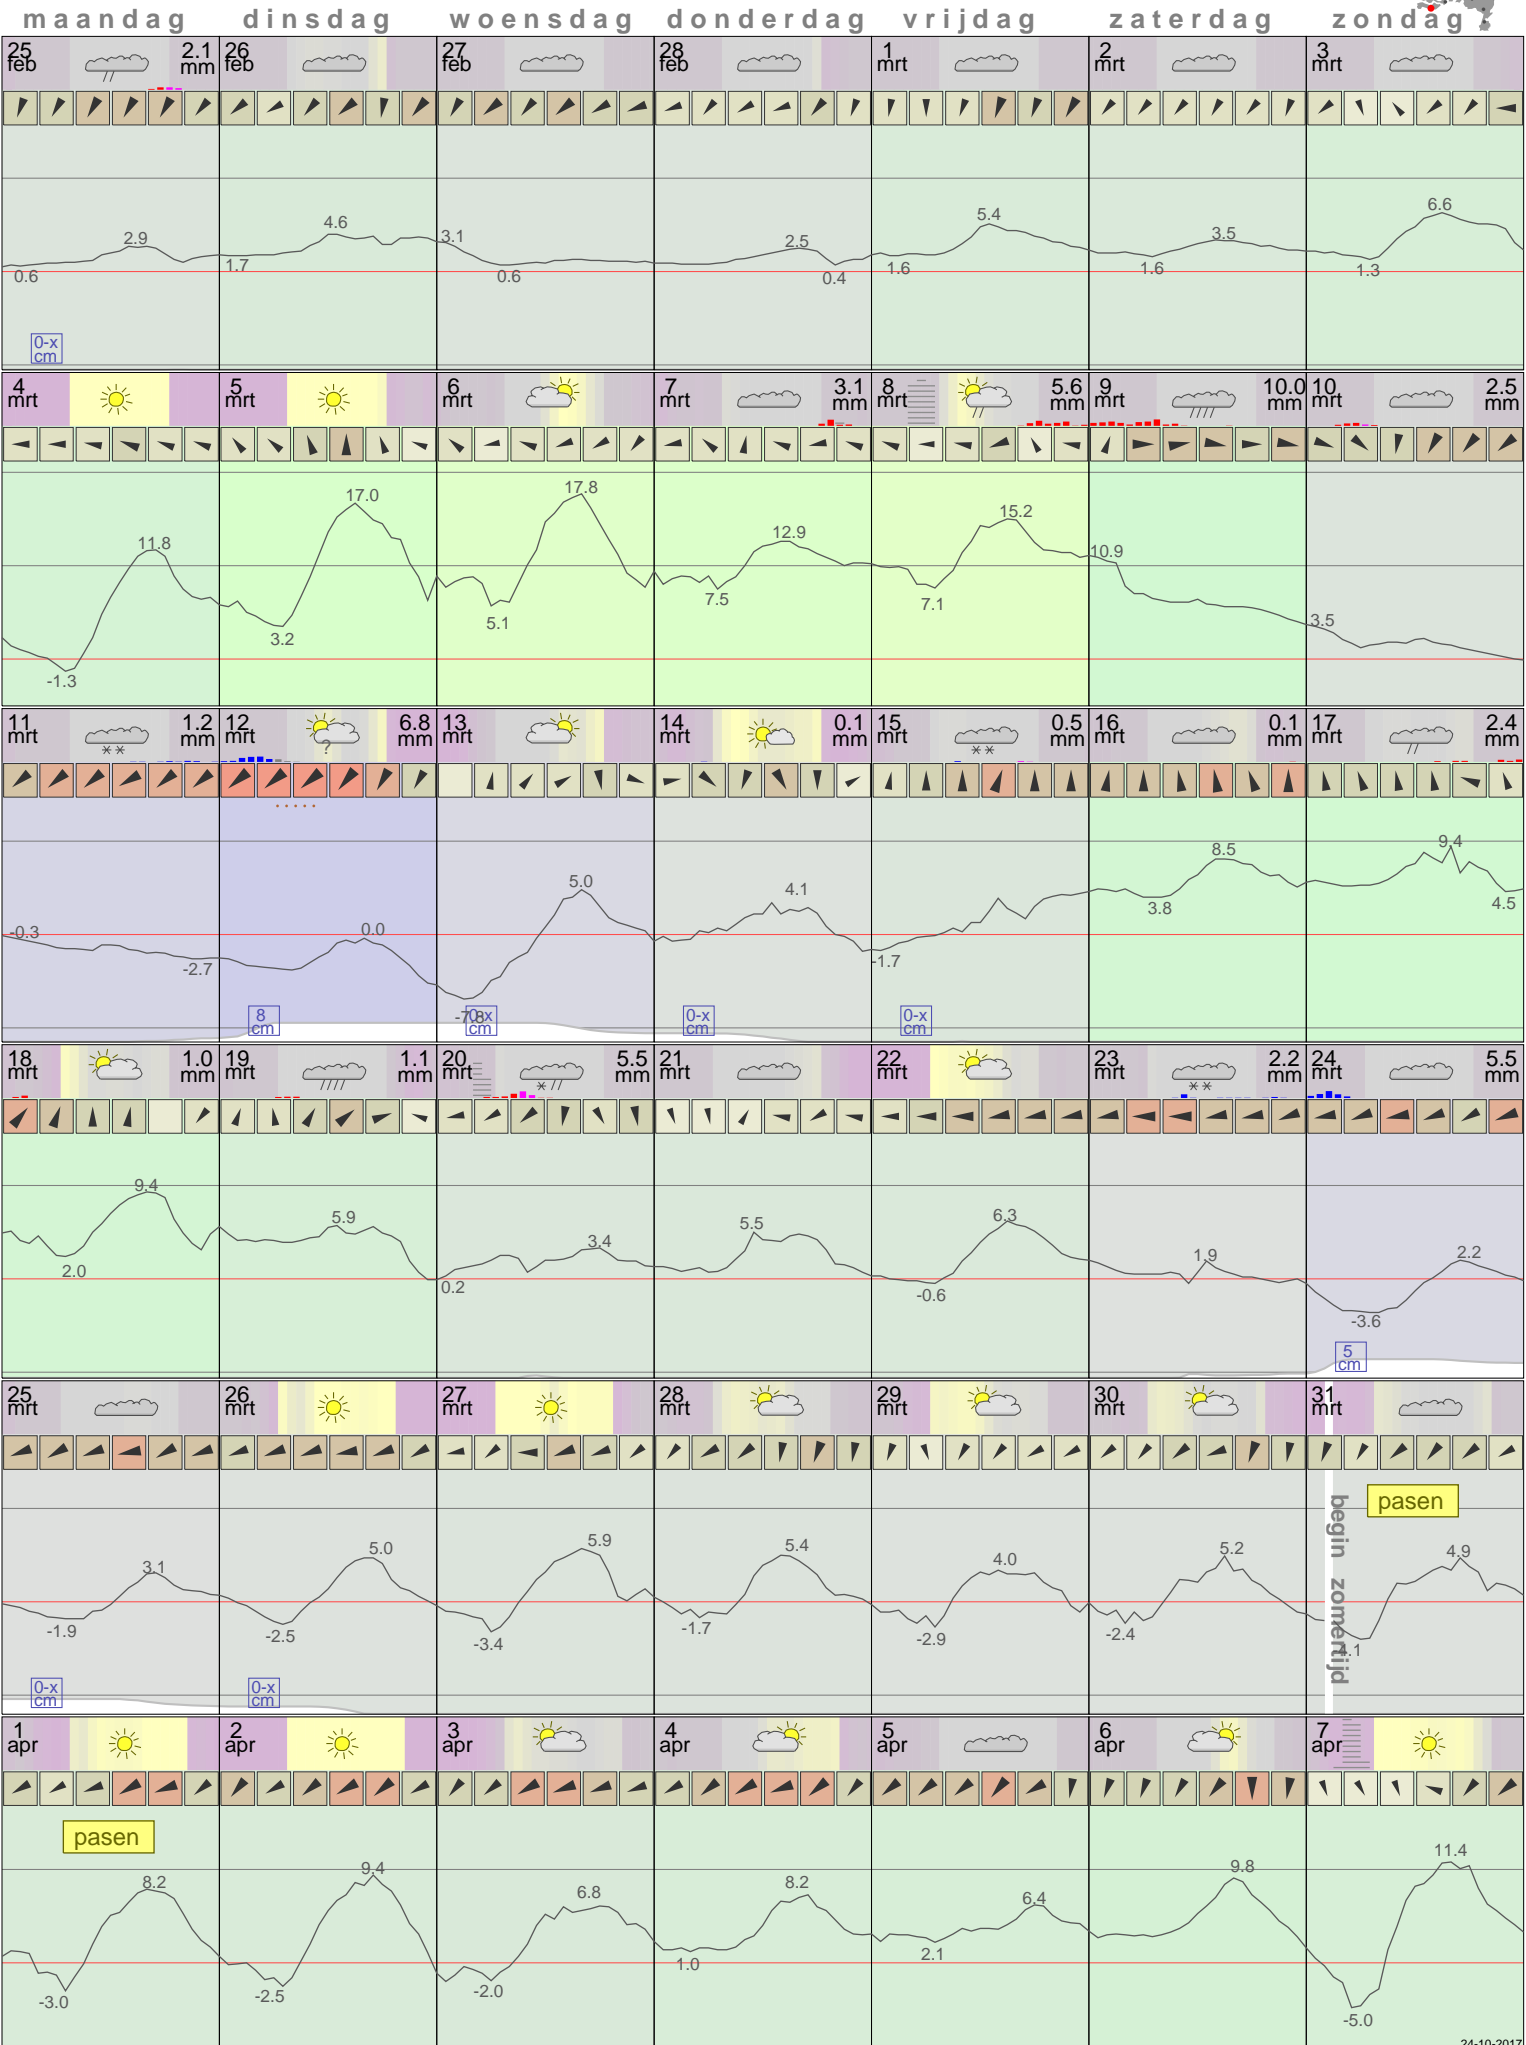 maandag dinsdag woensdag donderdag vrijdag zaterdag zondag
25 2.1 26 27 28 1 2 3
feb mm feb feb feb mrt mrt mrt
6.6
5.4
4.6
2.9 3.1 2.5 3.5
0.6 1.7 0.6 0.4 1.6 1.6 1.3
0-x
cm
4 5 6 7 3.1 8 5.6 9 10.0 10 2.5
mrt mrt mrt mrt mm mrt mm mrt mm mrt mm
17.8
17.0
15.2
12.9
11.8 10.9
7.5 7.1
5.1 3.5
3.2
-1.3
11 1.2 12 6.8 13 14 0.1 15 0.5 16 0.1 17 2.4
mrt mm mrt mm mrt mrt mm mrt mm mrt mm mrt mm
9.4
8.5
5.0 4.1
3.8 4.5
-0.3 0.0
-2.7 -1.7
8 -7.8 0-x 0-x 0-x
cm cm cm cm
18 1.0 19 1.1 20 5.5 21 22 23 2.2 24 5.5
mrt mm mrt mm mrt mm mrt mrt mrt mm mrt mm
9.4
5.9 5.5 6.3
3.4 1.9 2.2
2.0 0.2 -0.6
-3.6
5
cm
25 26 27 28 29 30 31
mrt mrt mrt mrt mrt mrt mrt
pasen
begin zomertijd
3.1 5.0 5.9 5.4 4.0 5.2 4.9
-1.9 -2.5 -3.4 -1.7 -2.9 -2.4 -4.1
0-x 0-x
cm cm
1 2 3 4 5 6 7
apr apr apr apr apr apr apr
pasen
11.4
8.2 9.4 6.8 8.2 6.4 9.8
-3.0 -2.5 -2.0 1.0 2.1 -5.0
24-10-2017